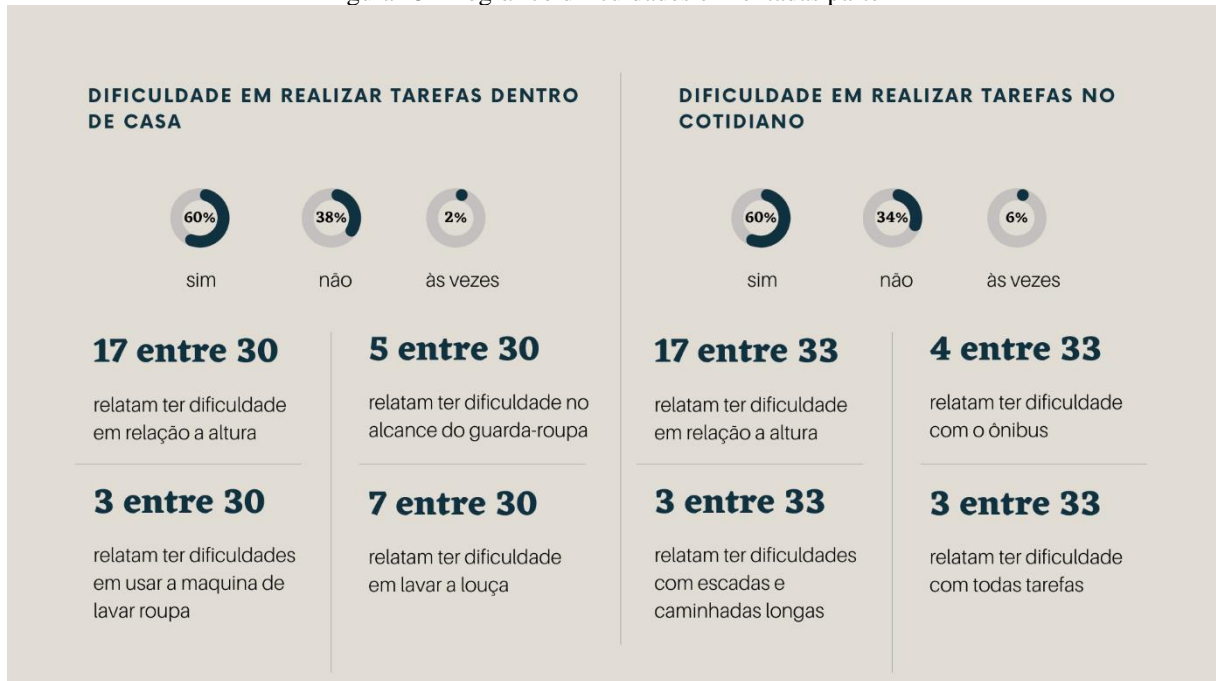 DIFICULDADE EM REALIZAR TAREFAS DENTRO
DE CASA
60%
38%
2%
sim
não
às vezes
17 entre 30
relatam ter dificuldade
em relação a altura
5 entre 30
relatam ter dificuldade no
alcance do guarda-roupa
3 entre 30
relatam ter dificuldades
em usar a maquina de
lavar roupa
7 entre 30
relatam ter dificuldade
em lavar a louça
DIFICULDADE EM REALIZAR TAREFAS NO
COTIDIANO
60%
34%
6%
sim
não
às vezes
17 entre 33
relatam ter dificuldade
em relação a altura
4 entre 33
relatam ter dificuldade
com o ônibus
3 entre 33
relatam ter dificuldades
com escadas e
caminhadas longas
3 entre 33
relatam ter dificuldade
com todas tarefas